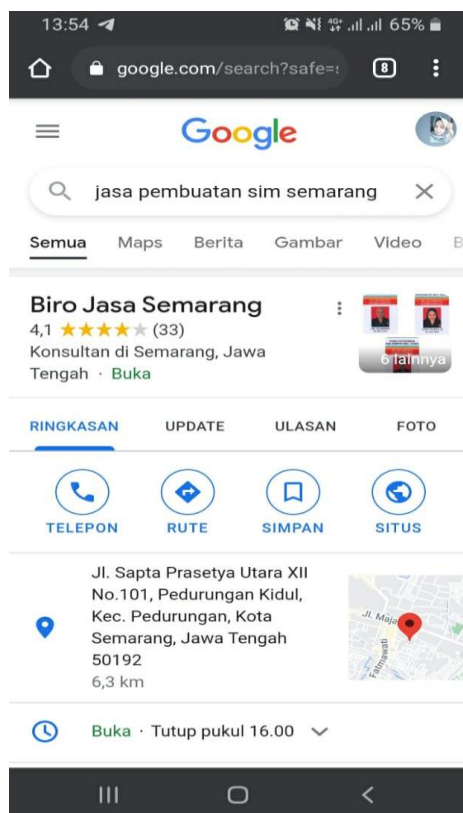 13:54
4G+
65%
google.com/search?safe=
8
Google
jasa pembuatan sim semarang
Semua Maps Berita Gambar Video B
Biro Jasa Semarang
4,1 (33)
Konsultan di Semarang, Jawa
Tengah · Buka
6 lainnya
RINGKASAN UPDATE ULASAN FOTO
TELEPON RUTE SIMPAN SITUS
Jl. Sapta Prasetya Utara XII
No.101, Pedurungan Kidul,
Kec. Pedurungan, Kota
Semarang, Jawa Tengah
50192
6,3 km
Jl. Maja
Fatmawati
Buka · Tutup pukul 16.00